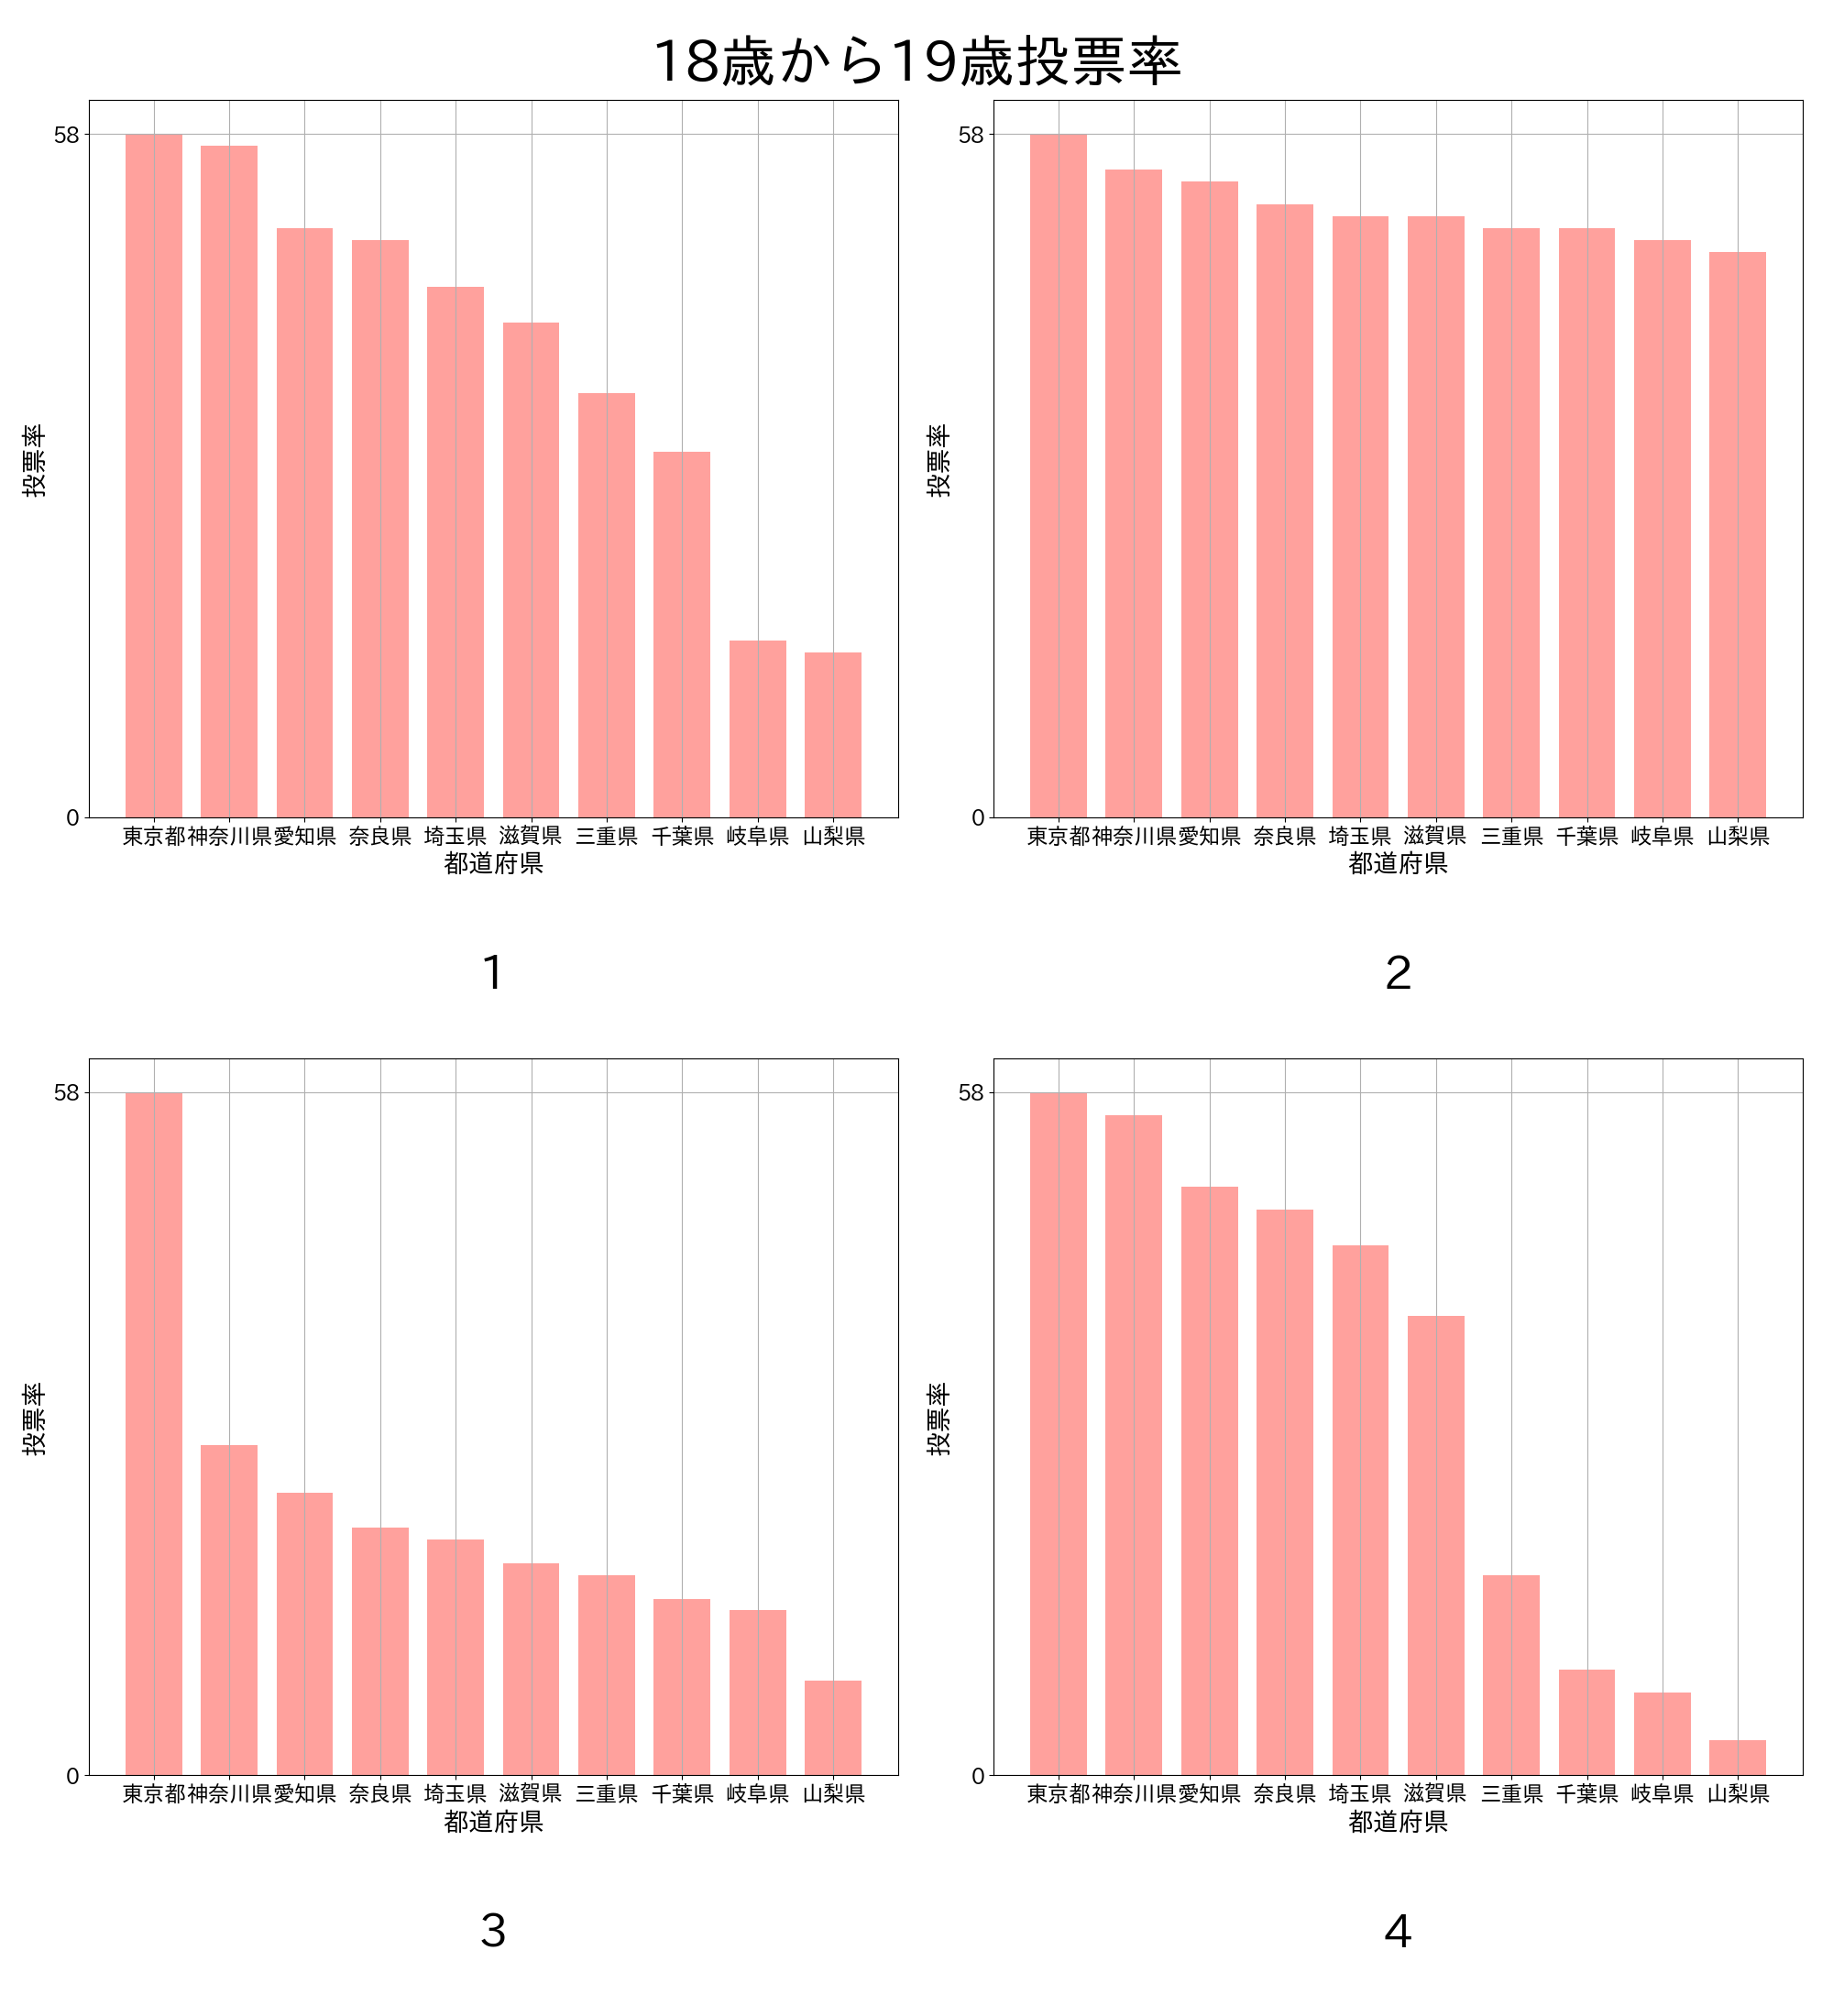 18歳から19歳投票率
58
0
投票率
東京都 神奈川県 愛知県 奈良県 埼玉県 滋賀県 三重県 千葉県 岐阜県 山梨県
都道府県
1
58
0
投票率
東京都 神奈川県 愛知県 奈良県 埼玉県 滋賀県 三重県 千葉県 岐阜県 山梨県
都道府県
2
58
0
投票率
東京都 神奈川県 愛知県 奈良県 埼玉県 滋賀県 三重県 千葉県 岐阜県 山梨県
都道府県
3
58
0
投票率
東京都 神奈川県 愛知県 奈良県 埼玉県 滋賀県 三重県 千葉県 岐阜県 山梨県
都道府県
4